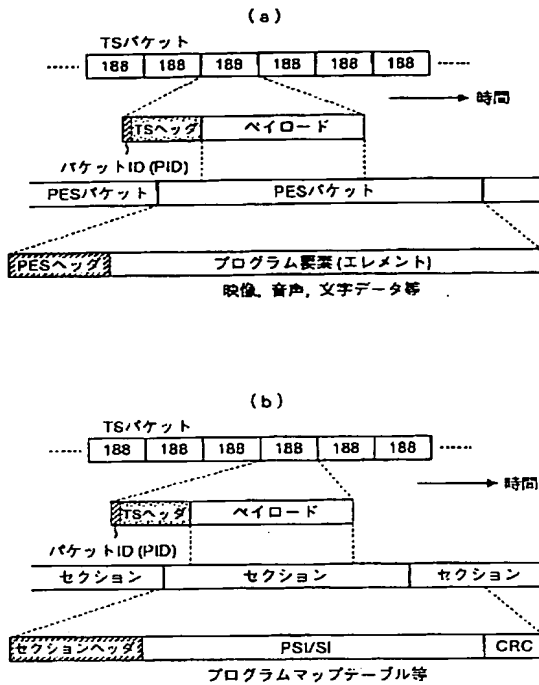 (a)
TSパケット
188 188 188 188 188 188
時間
TSヘッダ ペイロード
パケットID (PID)
PESパケット PESパケット
PESヘッダ プログラム要素(エレメント)
映像, 音声, 文字データ等
(b)
TSパケット
188 188 188 188 188 188
時間
TSヘッダ ペイロード
パケットID (PID)
セクション セクション セクション
セクションヘッダ PSI/SI CRC
プログラムマップテーブル等